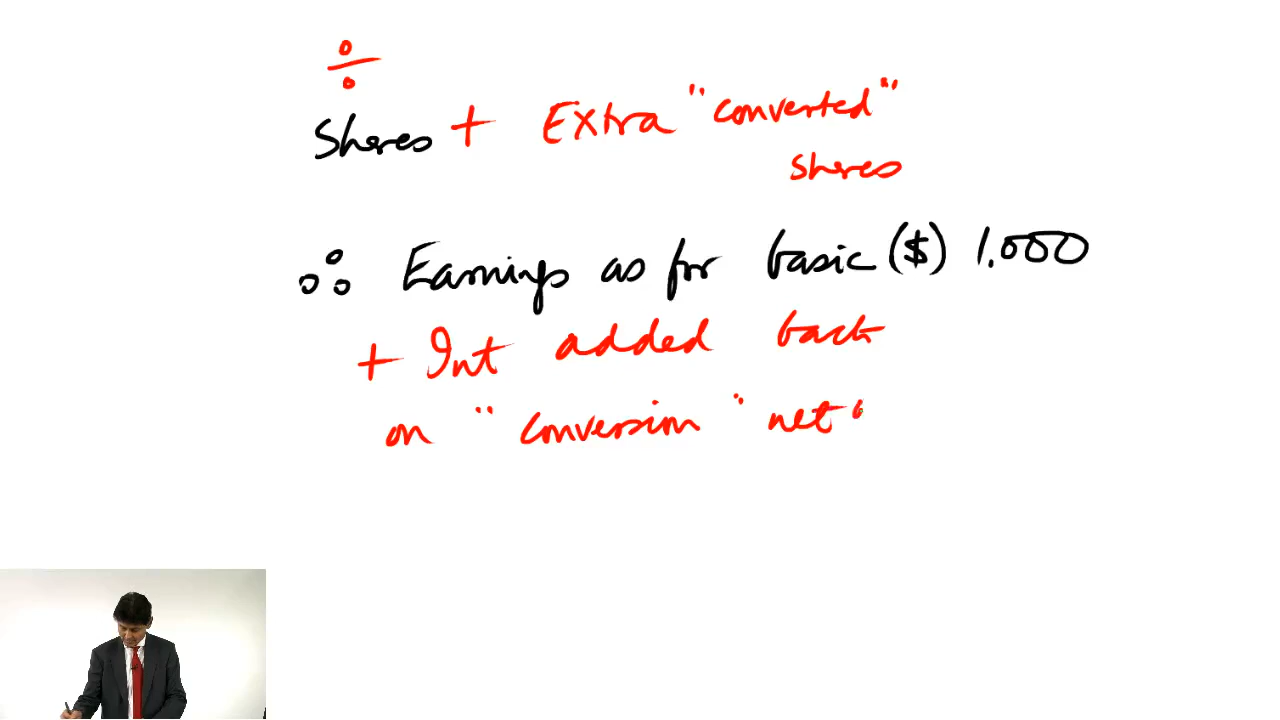 ÷
Shares + Extra "converted"
shares
∴ Earnings as for basic ($) 1.000
+ Int added back
on "conversion" net